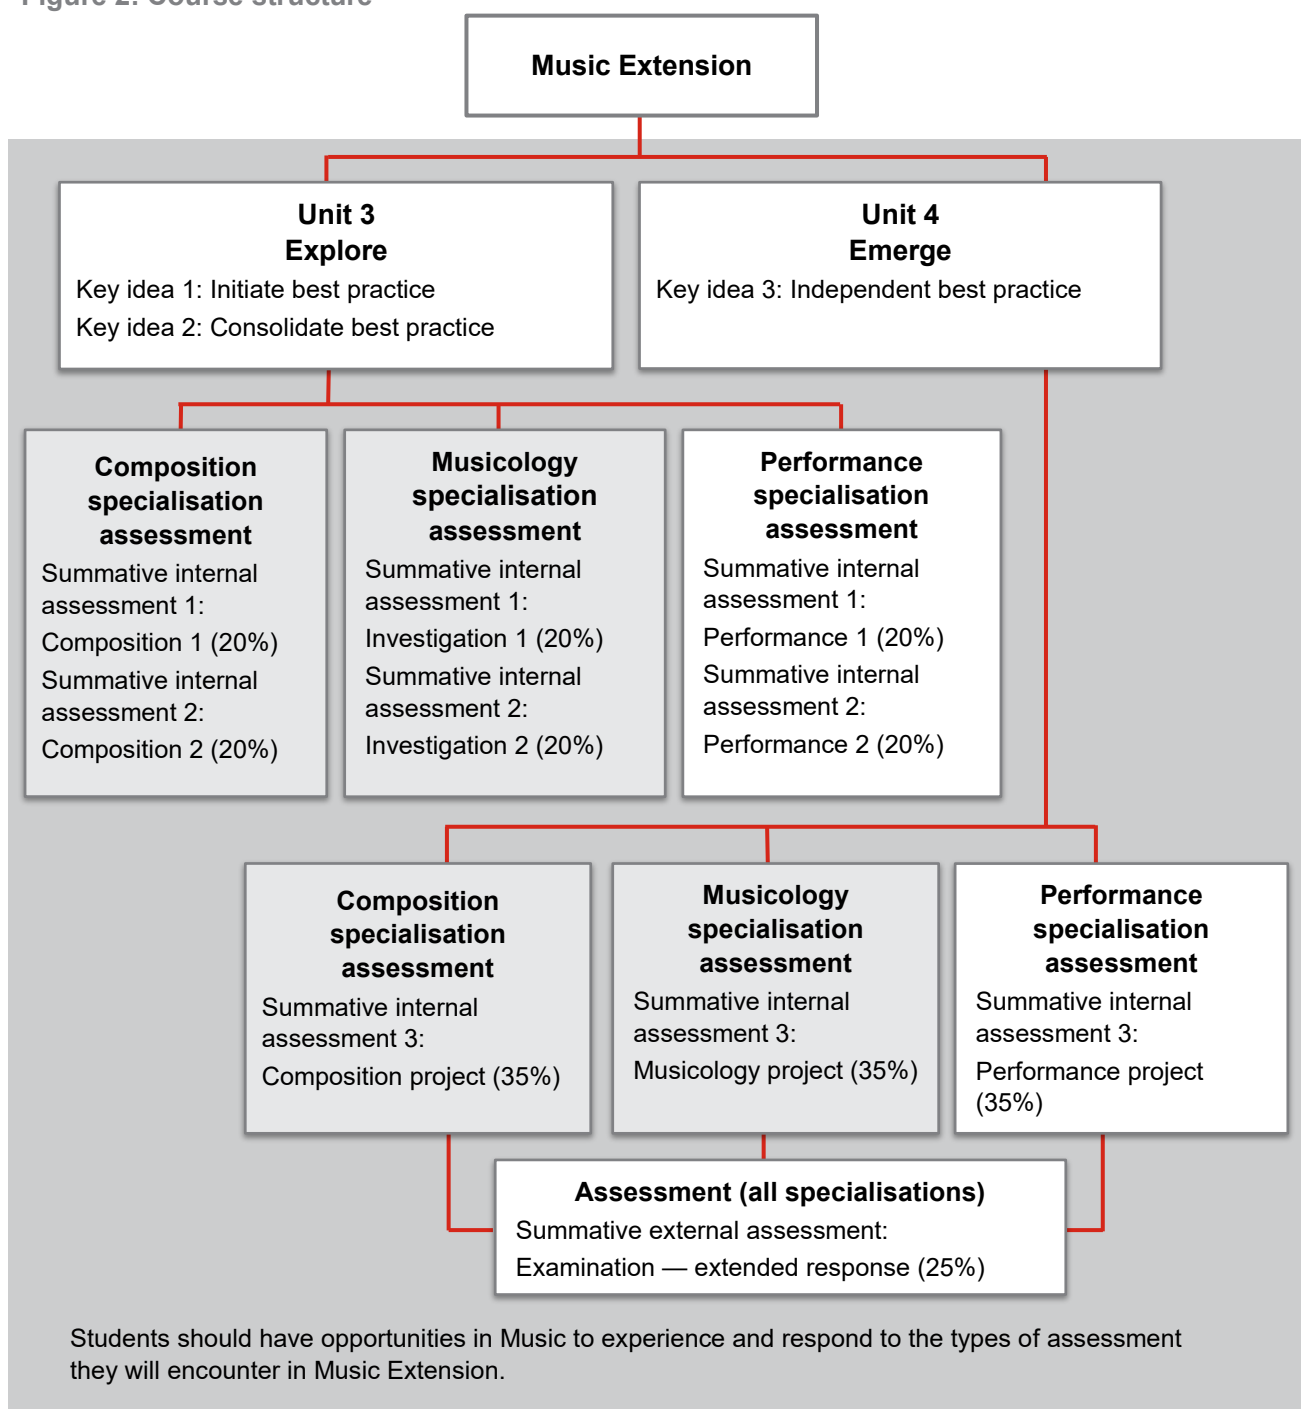 Figure 2: Course structure
Music Extension
Unit 3
Explore
Key idea 1: Initiate best practice
Key idea 2: Consolidate best practice
Unit 4
Emerge
Key idea 3: Independent best practice
Composition
specialisation
assessment
Summative internal
assessment 1:
Composition 1 (20%)
Summative internal
assessment 2:
Composition 2 (20%)
Musicology
specialisation
assessment
Summative internal
assessment 1:
Investigation 1 (20%)
Summative internal
assessment 2:
Investigation 2 (20%)
Performance
specialisation
assessment
Summative internal
assessment 1:
Performance 1 (20%)
Summative internal
assessment 2:
Performance 2 (20%)
Composition
specialisation
assessment
Summative internal
assessment 3:
Composition project (35%)
Musicology
specialisation
assessment
Summative internal
assessment 3:
Musicology project (35%)
Performance
specialisation
assessment
Summative internal
assessment 3:
Performance project
(35%)
Assessment (all specialisations)
Summative external assessment:
Examination — extended response (25%)
Students should have opportunities in Music to experience and respond to the types of assessment
they will encounter in Music Extension.